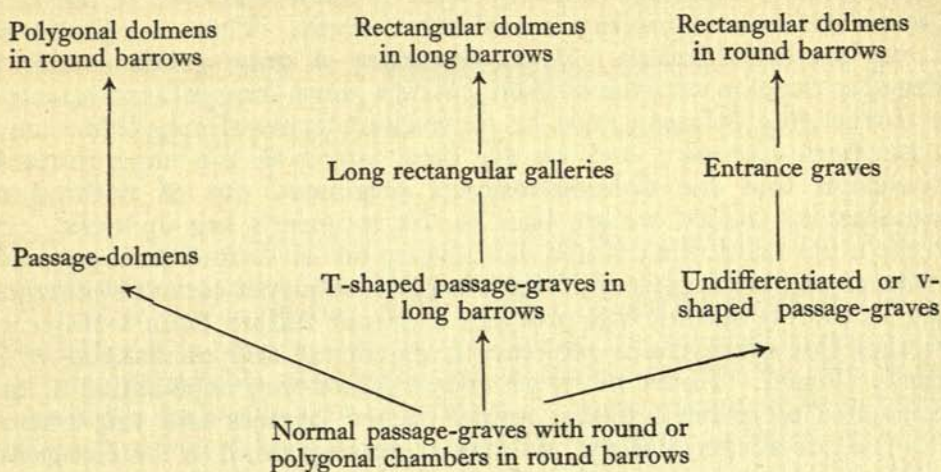 Polygonal dolmens
in round barrows
Rectangular dolmens
in long barrows
Rectangular dolmens
in round barrows
Long rectangular galleries
Entrance graves
Passage-dolmens
T-shaped passage-graves in
long barrows
Undifferentiated or v-
shaped passage-graves
Normal passage-graves with round or
polygonal chambers in round barrows